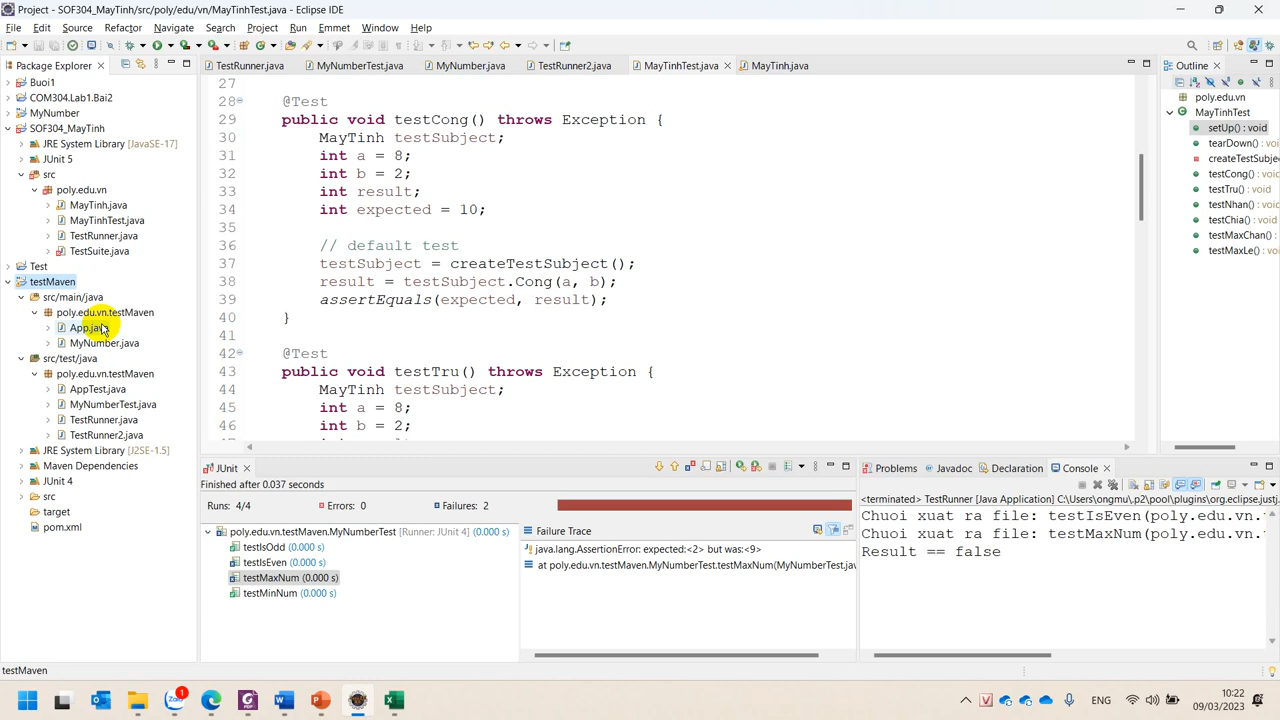 Project - SOF304_MayTinh/src/poly/edu/vn/MayTinhTest.java - Eclipse IDE
File Edit Source Refactor Navigate Search Project Run Emmet Window Help
Package Explorer
Buoi1
COM304.Lab1.Bai2
MyNumber
SOF304_MayTinh
JRE System Library [JavaSE-17]
JUnit 5
src
poly.edu.vn
MayTinh.java
MayTinhTest.java
TestRunner.java
TestSuite.java
Test
testMaven
src/main/java
poly.edu.vn.testMaven
App.java
MyNumber.java
src/test/java
poly.edu.vn.testMaven
AppTest.java
MyNumberTest.java
TestRunner.java
TestRunner2.java
JRE System Library [J2SE-1.5]
Maven Dependencies
JUnit 4
src
target
pom.xml
TestRunner.java MyNumberTest.java MyNumber.java TestRunner2.java MayTinhTest.java MayTinh.java
27
28 @Test
29 public void testCong() throws Exception {
30 MayTinh testSubject;
31 int a = 8;
32 int b = 2;
33 int result;
34 int expected = 10;
35
36 // default test
37 testSubject = createTestSubject();
38 result = testSubject.Cong(a, b);
39 assertEquals(expected, result);
40 }
41
42 @Test
43 public void testTru() throws Exception {
44 MayTinh testSubject;
45 int a = 8;
46 int b = 2;
Outline
poly.edu.vn
MayTinhTest
setUp() : void
tearDown() : voi
createTestSubje
testCong() : voi
testTru() : void
testNhan() : voi
testChia() : void
testMaxChan() :
testMaxLe() : vo
JUnit
Finished after 0.037 seconds
Runs: 4/4 Errors: 0 Failures: 2
poly.edu.vn.testMaven.MyNumberTest [Runner: JUnit 4] (0.000 s)
testIsOdd (0.000 s)
testIsEven (0.000 s)
testMaxNum (0.000 s)
testMinNum (0.000 s)
Failure Trace
java.lang.AssertionError: expected:<2> but was:<9>
at poly.edu.vn.testMaven.MyNumberTest.testMaxNum(MyNumberTest.jav
Problems Javadoc Declaration Console
<terminated> TestRunner [Java Application] C:\Users\ongmu\.p2\pool\plugins\org.eclipse.justj.
Chuoi xuat ra file: testIsEven(poly.edu.vn.
Chuoi xuat ra file: testMaxNum(poly.edu.vn.
Result == false
testMaven
Zalo 1
ENG
10:22
09/03/2023